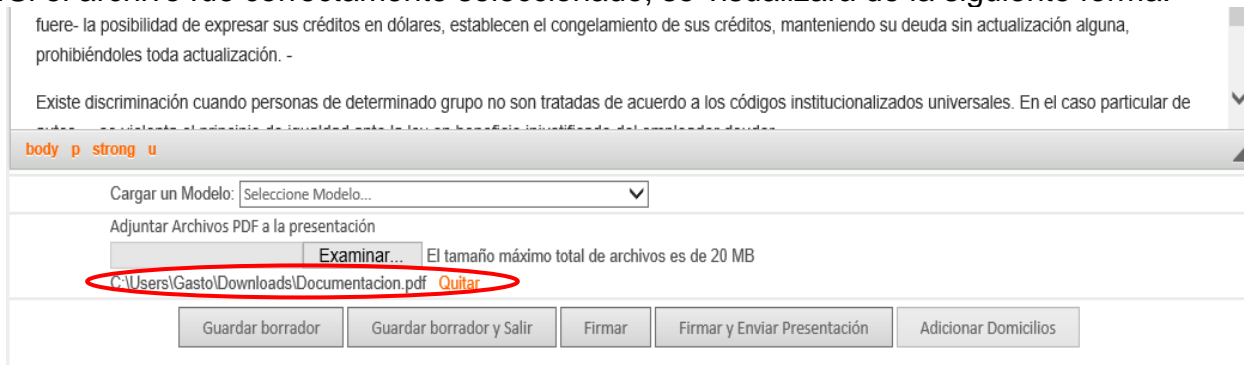 fuere- la posibilidad de expresar sus créditos en dólares, establecen el congelamiento de sus créditos, manteniendo su deuda sin actualización alguna,
prohibiéndoles toda actualización. -
Existe discriminación cuando personas de determinado grupo no son tratadas de acuerdo a los códigos institucionalizados universales. En el caso particular de
body p strong u
Cargar un Modelo: Seleccione Modelo...
Adjuntar Archivos PDF a la presentación
Examinar... El tamaño máximo total de archivos es de 20 MB
C:\Users\Gasto\Downloads\Documentacion.pdf Quitar
Guardar borrador Guardar borrador y Salir Firmar Firmar y Enviar Presentación Adicionar Domicilios